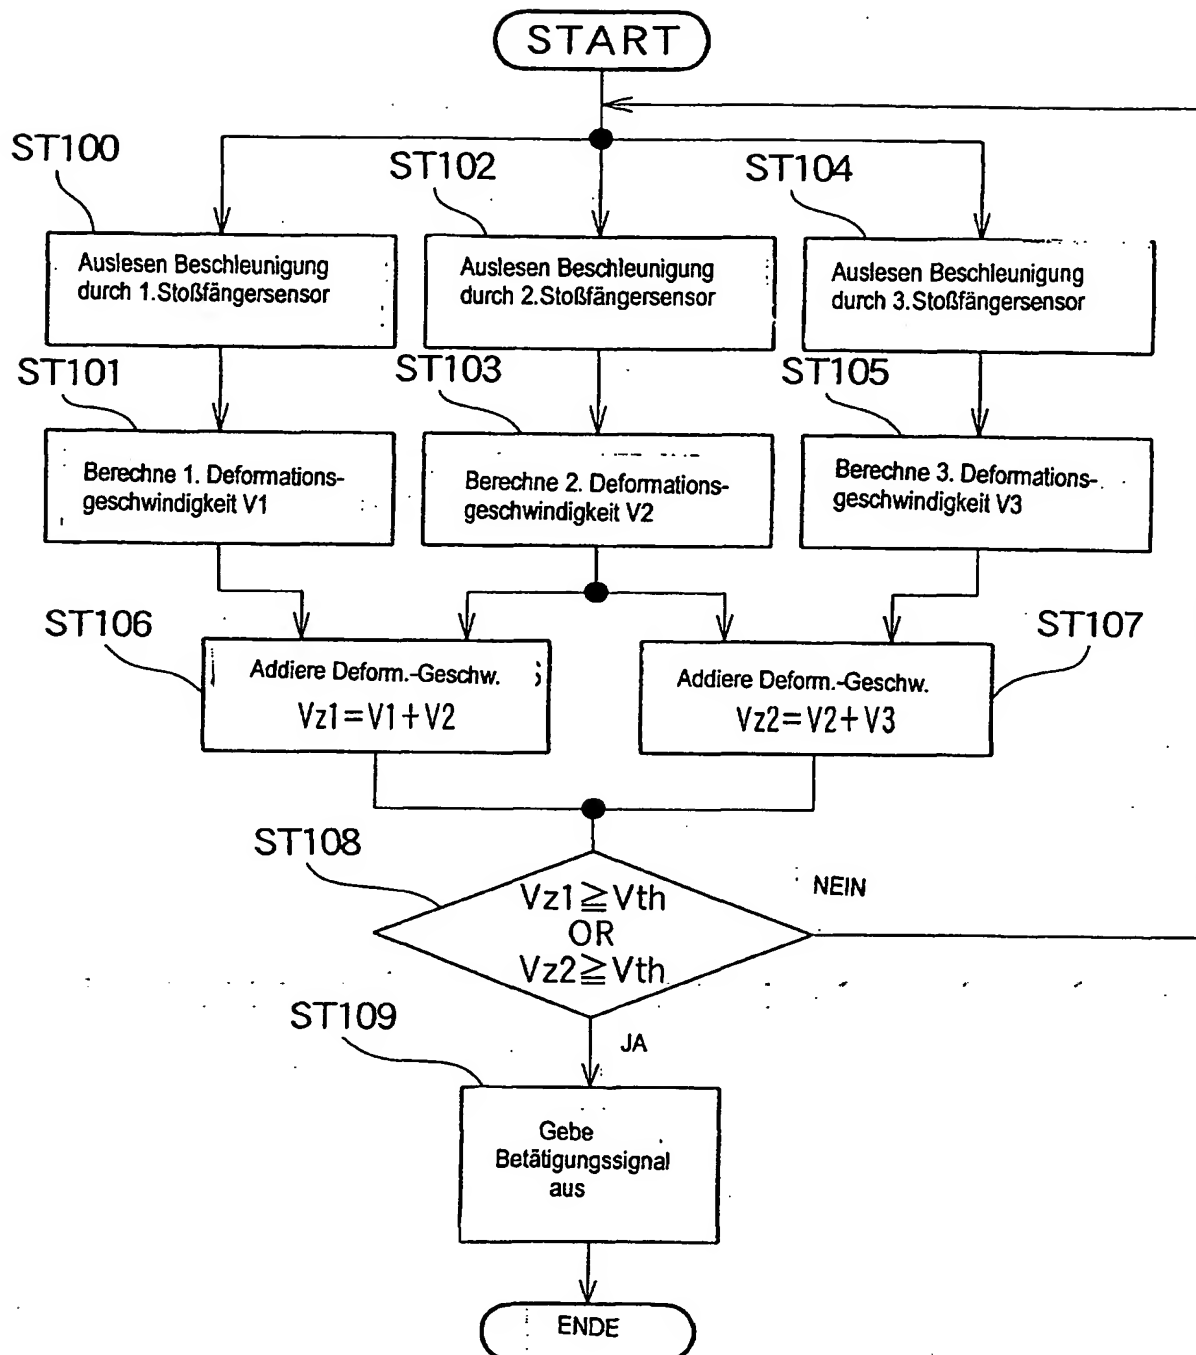 START
ST100
ST102
ST104
Auslesen Beschleunigung
durch 1.Stoßfängersensor
Auslesen Beschleunigung
durch 2.Stoßfängersensor
Auslesen Beschleunigung
durch 3.Stoßfängersensor
ST101
ST103
ST105
Berechne 1. Deformations-
geschwindigkeit V1
Berechne 2. Deformations-
geschwindigkeit V2
Berechne 3. Deformations-
geschwindigkeit V3
ST106
ST107
Addiere Deform.-Geschw.
Vz1=V1+V2
Addiere Deform.-Geschw.
Vz2=V2+V3
ST108
Vz1≧Vth
OR
Vz2≧Vth
NEIN
ST109
JA
Gebe
Betätigungssignal
aus
ENDE